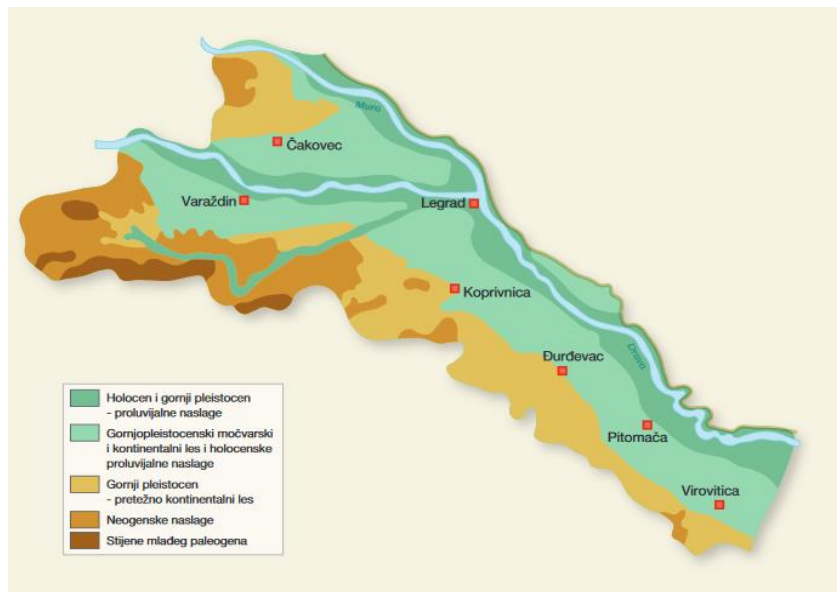 Mura
Čakovec
Varaždin
Legrad
Koprivnica
Đurđevac
Drava
Pitomača
Virovitica
Holocen i gornji pleistocen
- proluvijalne naslage
Gornjopleistocenski močvarski
i kontinentalni les i holocenske
proluvijalne naslage
Gornji pleistocen
- pretežno kontinentalni les
Neogenske naslage
Stijene mlađeg paleogena